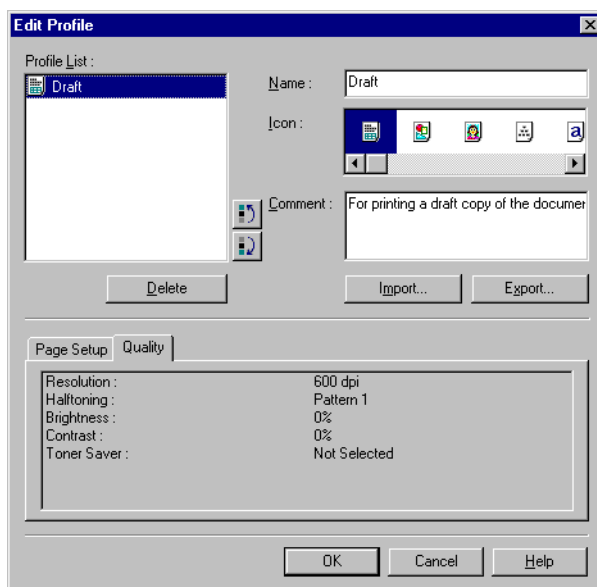 Edit Profile
Profile List :
Draft
Name : Draft
Icon :
a
Comment : For printing a draft copy of the documen
Delete
Import... Export...
Page Setup Quality
Resolution : 600 dpi
Halftoning : Pattern 1
Brightness : 0%
Contrast : 0%
Toner Saver : Not Selected
OK Cancel Help